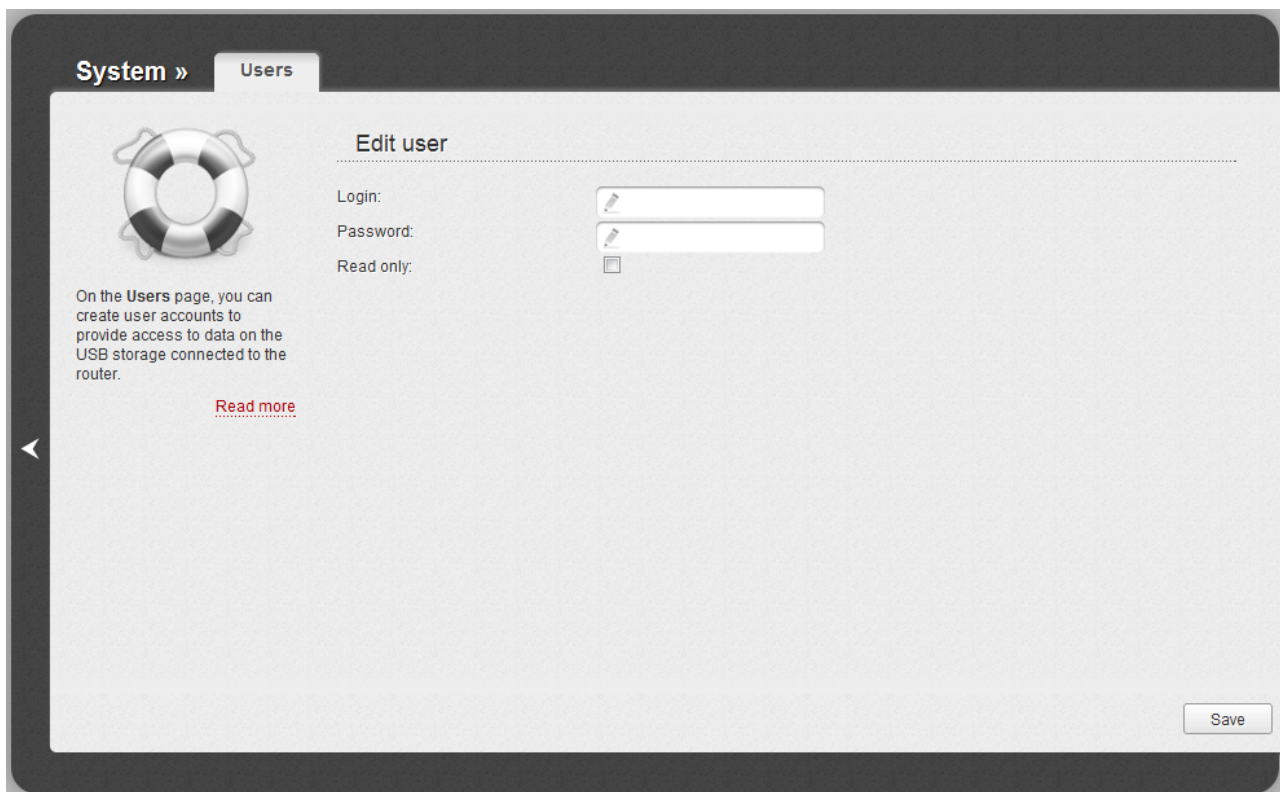 System »
Users
Edit user
Login:
Password:
Read only:
On the Users page, you can
create user accounts to
provide access to data on the
USB storage connected to the
router.
Read more
Save